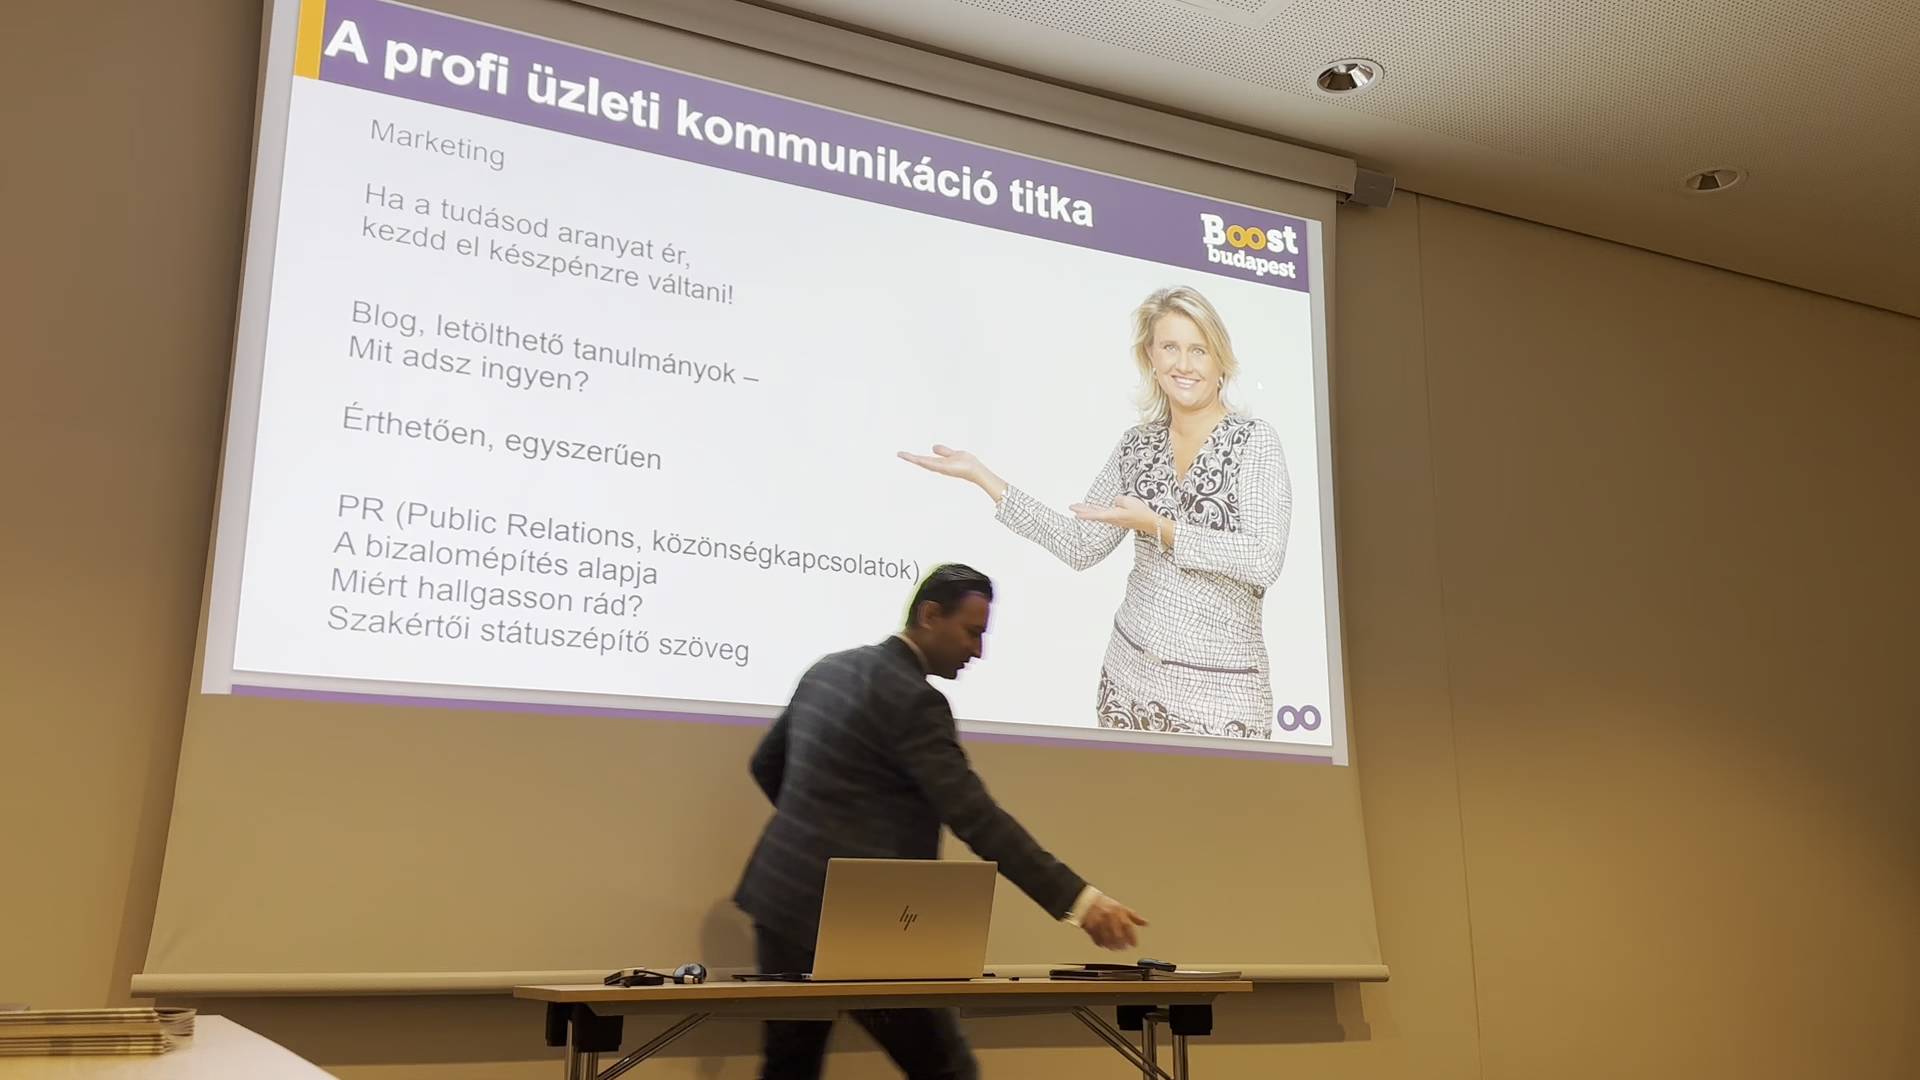 A profi üzleti kommunikáció titka
Boost
budapest
Marketing
Ha a tudásod aranyat ér,
kezdd el készpénzre váltani!
Blog, letölthető tanulmányok –
Mit adsz ingyen?
Érthetően, egyszerűen
PR (Public Relations, közönségkapcsolatok)
A bizalomépítés alapja
Miért hallgasson rád?
Szakértői státuszépítő szöveg
hp